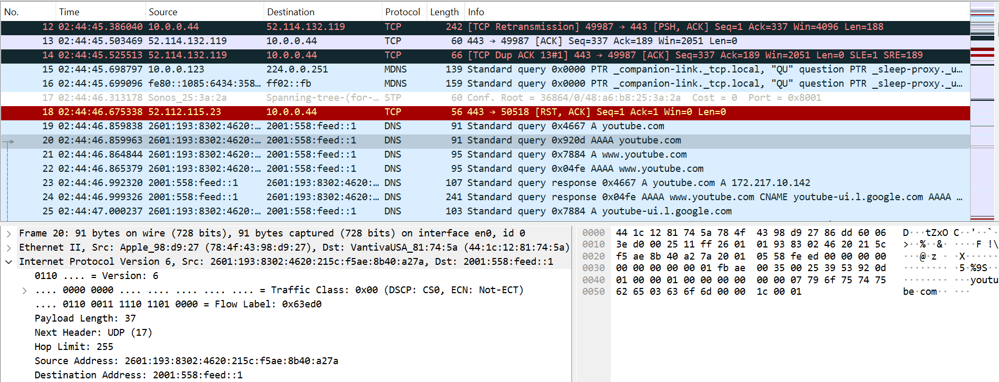 No. Time Source Destination Protocol Length Info
12 02:44:45.386040 10.0.0.44 52.114.132.119 TCP 242 [TCP Retransmission] 49987 → 443 [PSH, ACK] Seq=1 Ack=337 Win=4096 Len=188
13 02:44:45.503469 52.114.132.119 10.0.0.44 TCP 60 443 → 49987 [ACK] Seq=337 Ack=189 Win=2051 Len=0
14 02:44:45.525513 52.114.132.119 10.0.0.44 TCP 66 [TCP Dup ACK 13#1] 443 → 49987 [ACK] Seq=337 Ack=189 Win=2051 Len=0 SLE=1 SRE=189
15 02:44:45.698797 10.0.0.123 224.0.0.251 MDNS 139 Standard query 0x0000 PTR _companion-link._tcp.local, "QU" question PTR _sleep-proxy._u…
16 02:44:45.699096 fe80::1085:6434:358… ff02::fb MDNS 159 Standard query 0x0000 PTR _companion-link._tcp.local, "QU" question PTR _sleep-proxy._u…
17 02:44:46.313178 Sonos_25:3a:2a Spanning-tree-(for-… STP 60 Conf. Root = 36864/0/48:a6:b8:25:3a:2a Cost = 0 Port = 0x8001
18 02:44:46.675338 52.112.115.23 10.0.0.44 TCP 56 443 → 50518 [RST, ACK] Seq=1 Ack=1 Win=0 Len=0
19 02:44:46.859838 2601:193:8302:4620:… 2001:558:feed::1 DNS 91 Standard query 0x4667 A youtube.com
20 02:44:46.859963 2601:193:8302:4620:… 2001:558:feed::1 DNS 91 Standard query 0x920d AAAA youtube.com
21 02:44:46.864844 2601:193:8302:4620:… 2001:558:feed::1 DNS 95 Standard query 0x7884 A www.youtube.com
22 02:44:46.865379 2601:193:8302:4620:… 2001:558:feed::1 DNS 95 Standard query 0x04fe AAAA www.youtube.com
23 02:44:46.992320 2001:558:feed::1 2601:193:8302:4620:… DNS 107 Standard query response 0x4667 A youtube.com A 172.217.10.142
24 02:44:46.999326 2001:558:feed::1 2601:193:8302:4620:… DNS 241 Standard query response 0x04fe AAAA www.youtube.com CNAME youtube-ui.l.google.com AAAA …
25 02:44:47.000237 2601:193:8302:4620:… 2001:558:feed::1 DNS 103 Standard query 0x7884 A youtube-ui.l.google.com
Frame 20: 91 bytes on wire (728 bits), 91 bytes captured (728 bits) on interface en0, id 0
Ethernet II, Src: Apple_98:d9:27 (78:4f:43:98:d9:27), Dst: VantivaUSA_81:74:5a (44:1c:12:81:74:5a)
Internet Protocol Version 6, Src: 2601:193:8302:4620:215c:f5ae:8b40:a27a, Dst: 2001:558:feed::1
0110 .... = Version: 6
.... 0000 0000 .... .... .... .... .... = Traffic Class: 0x00 (DSCP: CS0, ECN: Not-ECT)
.... 0110 0011 1110 1101 0000 = Flow Label: 0x63ed0
Payload Length: 37
Next Header: UDP (17)
Hop Limit: 255
Source Address: 2601:193:8302:4620:215c:f5ae:8b40:a27a
Destination Address: 2001:558:feed::1
0000 44 1c 12 81 74 5a 78 4f 43 98 d9 27 86 dd 60 06 D···tZxO C··'··`·
0010 3e d0 00 25 11 ff 26 01 01 93 83 02 46 20 21 5c >··%··&· ····F !\
0020 f5 ae 8b 40 a2 7a 20 01 05 58 fe ed 00 00 00 00 ···@·z · ·X······
0030 00 00 00 00 00 01 fb ae 00 35 00 25 39 53 92 0d ········ ·5·%9S··
0040 01 00 00 01 00 00 00 00 00 00 07 79 6f 75 74 75 ········ ···youtu
0050 62 65 03 63 6f 6d 00 00 1c 00 01 be·com·· ···